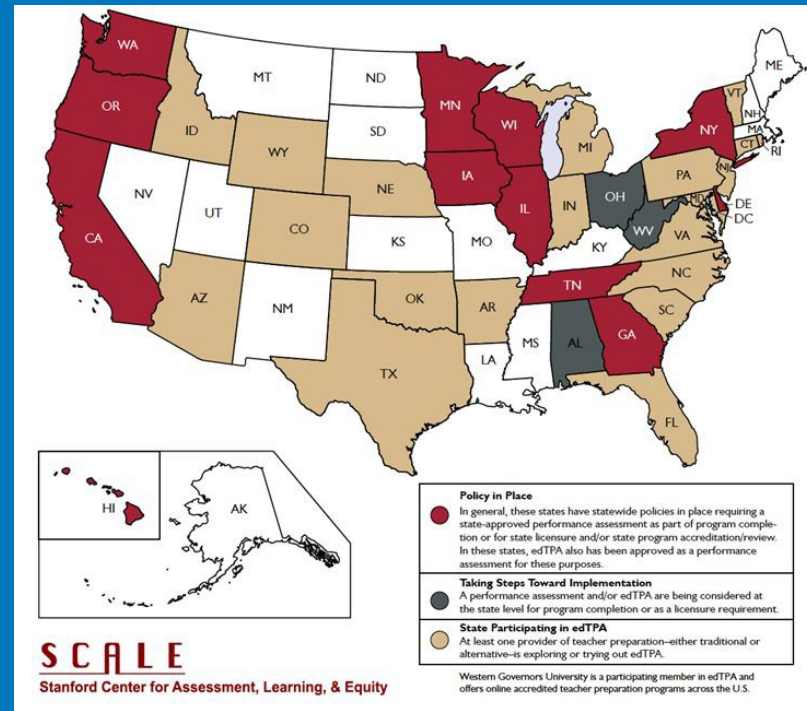 WA
MT
ND
ME
OR
MN
VT
NH
ID
SD
WI
NY
MA
WY
MI
CT
RI
IA
PA
NJ
NE
NV
OH
MD
DE
IL
IN
DC
UT
CO
WV
CA
KS
MO
VA
KY
NC
TN
AZ
OK
NM
AR
SC
MS
AL
GA
LA
TX
FL
HI
AK
Policy in Place
In general, these states have statewide policies in place requiring a
state-approved performance assessment as part of program comple-
tion or for state licensure and/or state program accreditation/review.
In these states, edTPA also has been approved as a performance
assessment for these purposes.
Taking Steps Toward Implementation
A performance assessment and/or edTPA are being considered at
the state level for program completion or as a licensure requirement.
State Participating in edTPA
At least one provider of teacher preparation–either traditional or
alternative–is exploring or trying out edTPA.
SCALE
Stanford Center for Assessment, Learning, & Equity
Western Governors University is a participating member in edTPA and
offers online accredited teacher preparation programs across the U.S.